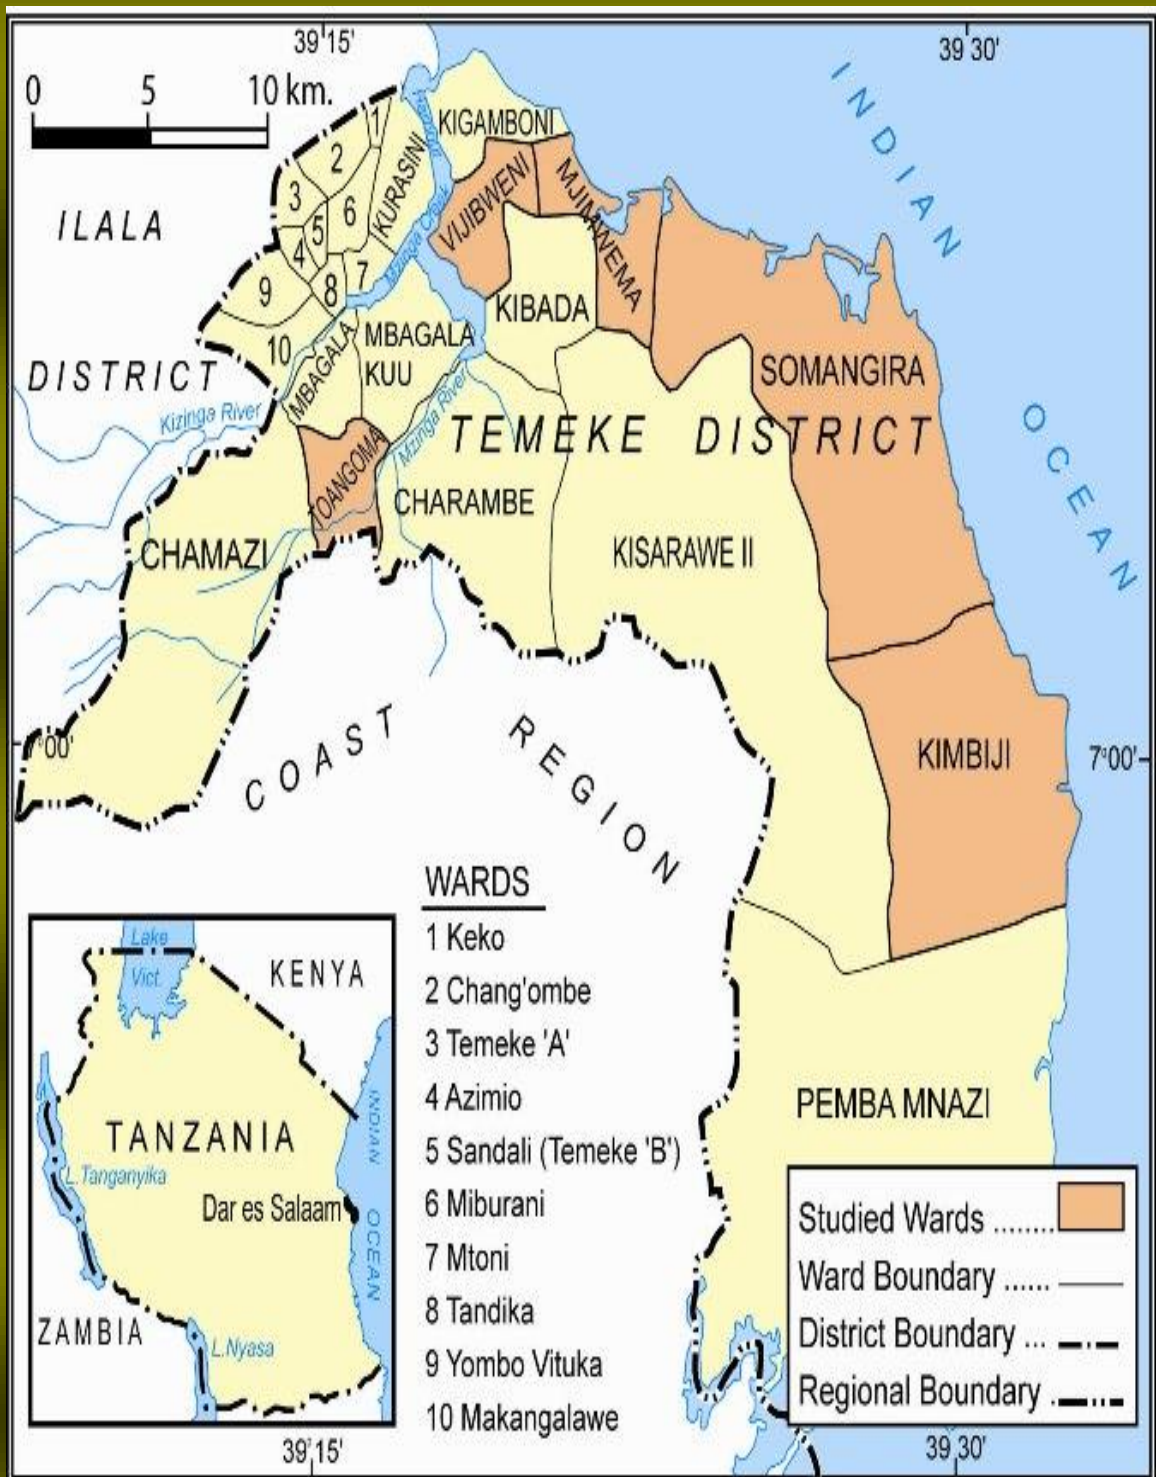 39°15'
39 30'
0 5 10 km.
INDIAN
OCEAN
KIGAMBONI
1
2
3
4
5
6
7
8
9
10
KURASINI
VIJIBWENI
MJIMWEMA
Mzinga Creek
ILALA
DISTRICT
KIBADA
MBAGALA
MBAGALA
KUU
SOMANGIRA
Kizinga River
Mzinga River
TEMEKE DISTRICT
TOANGOMA
CHARAMBE
CHAMAZI
KISARAWE II
COAST REGION
KIMBIJI
7°00'
7°00'
PEMBA MNAZI
WARDS
1 Keko
2 Chang'ombe
3 Temeke 'A'
4 Azimio
5 Sandali (Temeke 'B')
6 Miburani
7 Mtoni
8 Tandika
9 Yombo Vituka
10 Makangalawe
Lake
Vict.
KENYA
TANZANIA
L.Tanganyika
Dar es Salaam
INDIAN OCEAN
ZAMBIA
L.Nyasa
Studied Wards ........
Ward Boundary ......
District Boundary ...
Regional Boundary .
39°15'
39°30'